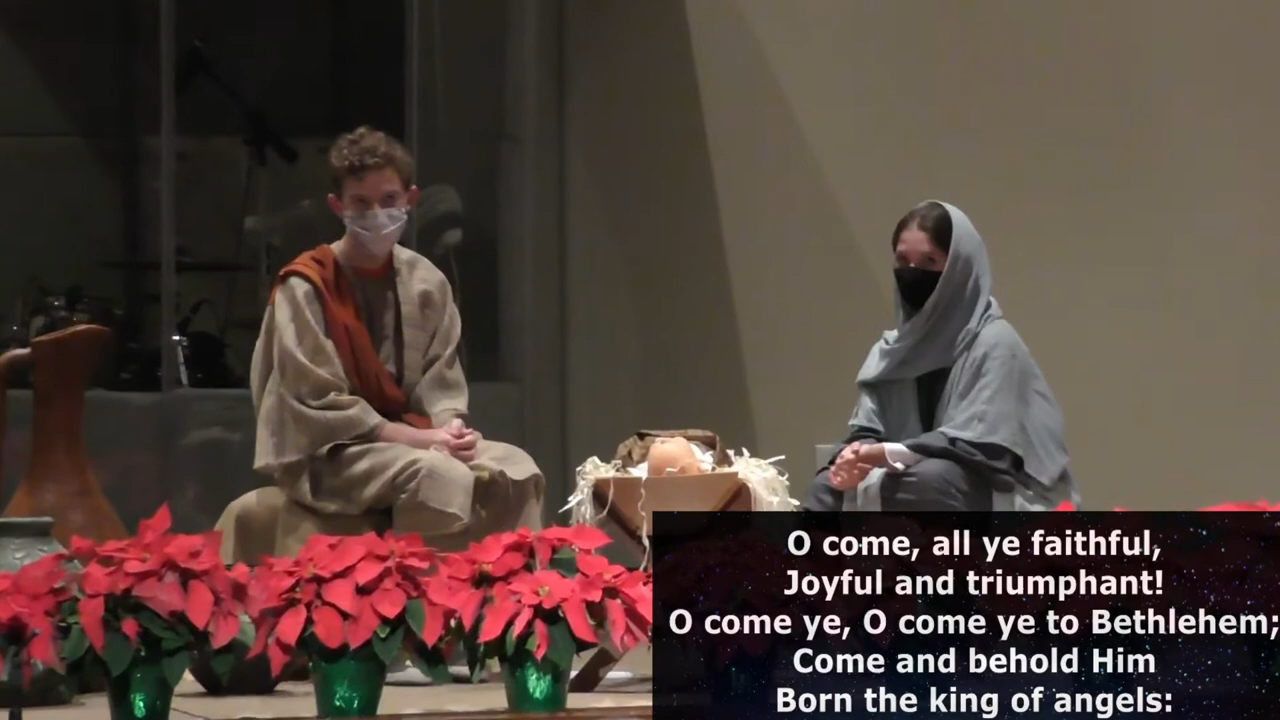 O come, all ye faithful,
Joyful and triumphant!
O come ye, O come ye to Bethlehem;
Come and behold Him
Born the king of angels: